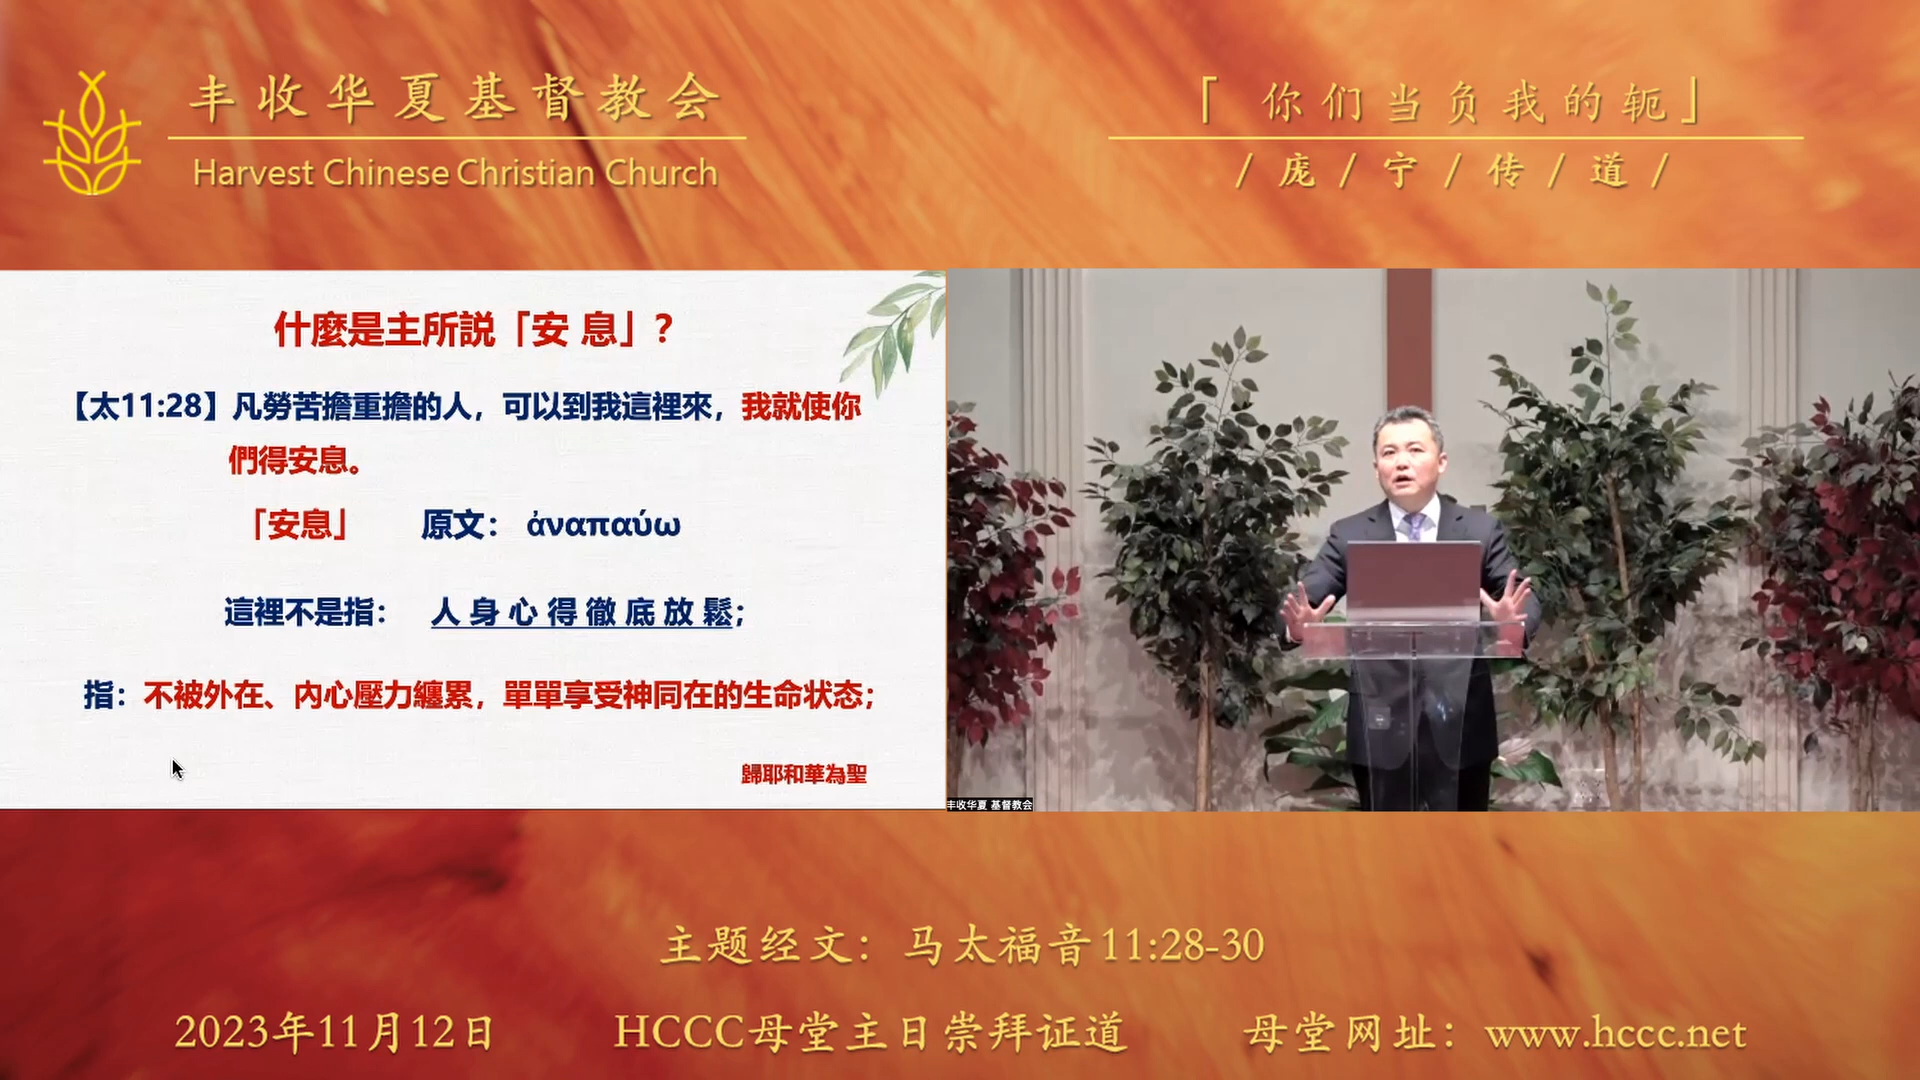 丰收华夏基督教会
Harvest Chinese Christian Church
「 你们当负我的轭」
/ 庞 / 宁 / 传 / 道 /
什麼是主所説「安 息」?
【太11:28】凡勞苦擔重擔的人，可以到我這裡來，我就使你
們得安息。
「安息」 原文： ἀναπαύω
這裡不是指： 人 身 心 得 徹 底 放 鬆;
指：不被外在、内心壓力纏累，單單享受神同在的生命状态;
歸耶和華為聖
丰收华夏 基督教会
主题经文：马太福音 11:28-30
2023年11月12日 HCCC母堂主日崇拜证道 母堂网址：www.hccc.net